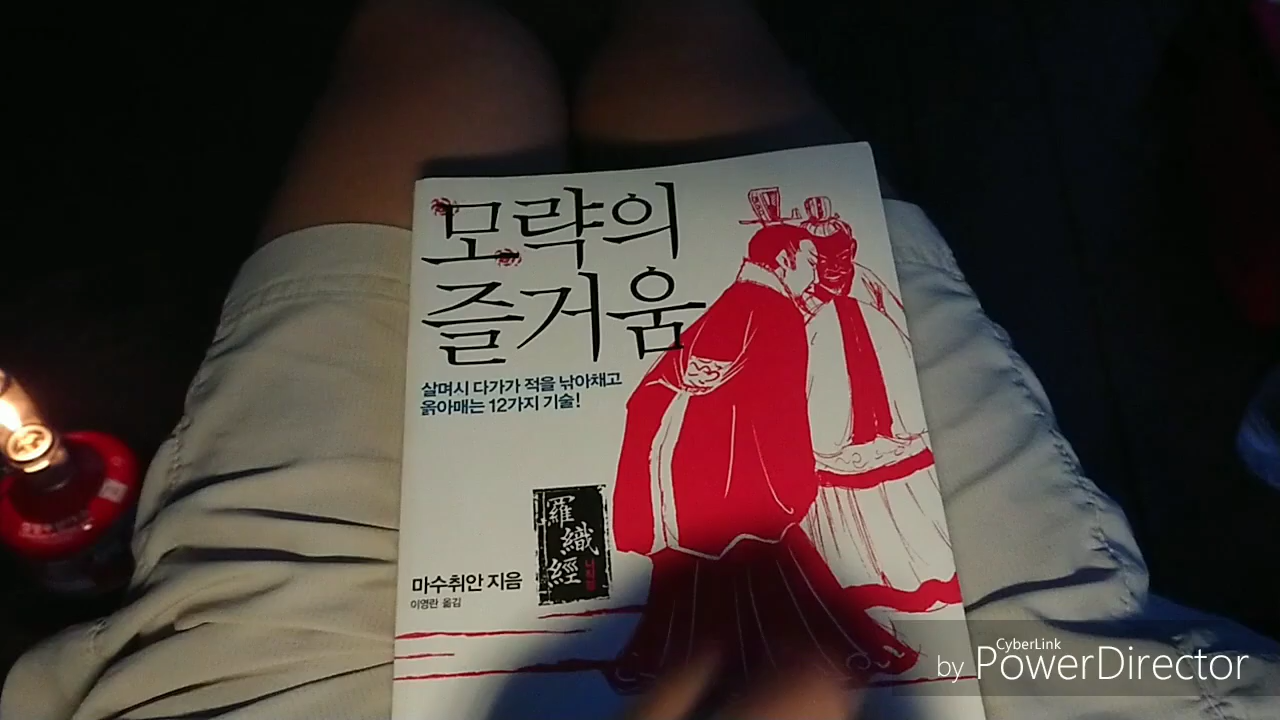 모략의
즐거움
살며시 다가가 적을 낚아채고
옭아매는 12가지 기술!
羅織經
마수취안 지음
이영란 옮김
CyberLink
by PowerDirector